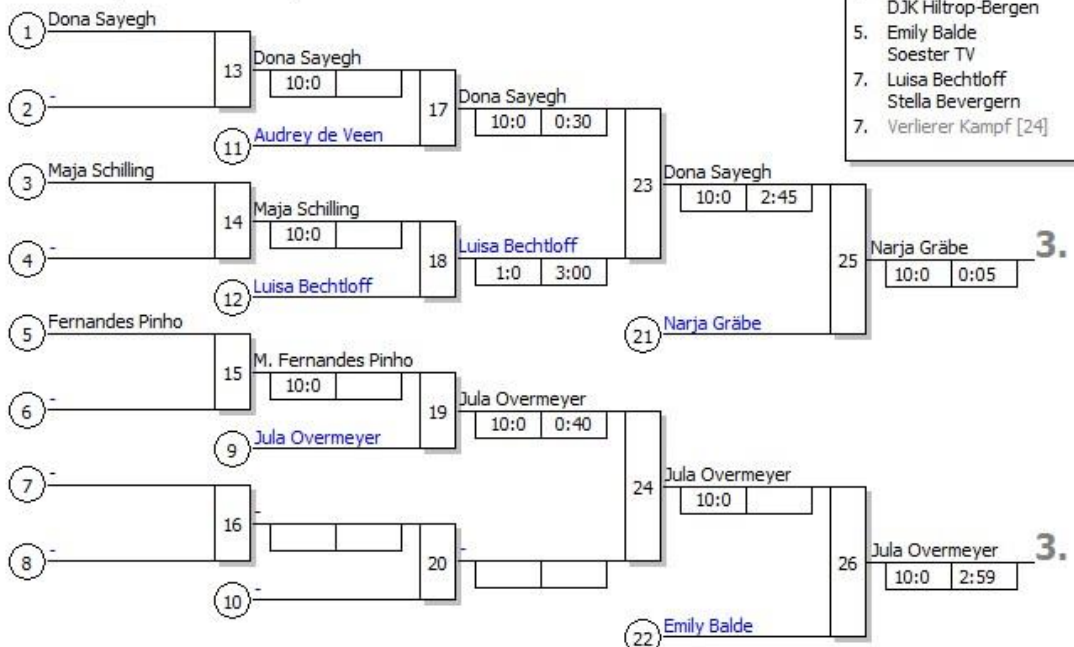 DJK Hiltrop-Bergen
5. Emily Balde
Soester TV
7. Luisa Bechtloff
Stella Bevergern
7. Verlierer Kampf [24]
1 Dona Sayegh
2 -
13 Dona Sayegh
10:0
11 Audrey de Veen
17 Dona Sayegh
10:0 0:30
3 Maja Schilling
4 -
14 Maja Schilling
10:0
12 Luisa Bechtloff
18 Luisa Bechtloff
1:0 3:00
23 Dona Sayegh
10:0 2:45
21 Narja Gräbe
25 Narja Gräbe 3.
10:0 0:05
5 Fernandes Pinho
6 -
15 M. Fernandes Pinho
10:0
9 Jula Overmeyer
19 Jula Overmeyer
10:0 0:40
7 -
8 -
16 -
10 -
20 -
24 Jula Overmeyer
10:0
22 Emily Balde
26 Jula Overmeyer 3.
10:0 2:59